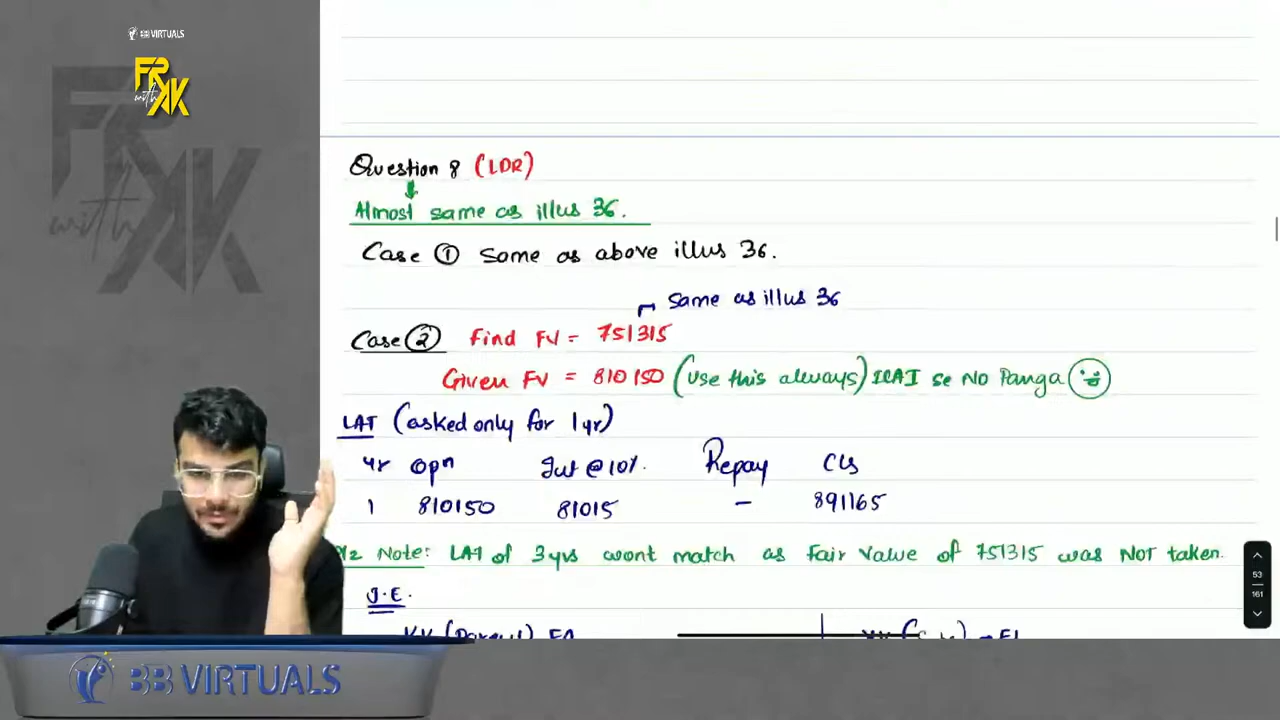 BB VIRTUALS
FR with AK
Question 8 (LDR)
Almost same as illus 36.
Case ① Same as above illus 36.
Same as illus 36
Case ② Find FV = 751315
Given FV = 810150 (Use this always) ICAI se No Panga
LAT (asked only for 1yr)
yr Opn Int @ 10%. Repay Cls
1 810150 81015 - 891165
Note: LAT of 3yrs wont match as Fair Value of 751315 was NOT taken.
J.E.
53
161
BB VIRTUALS